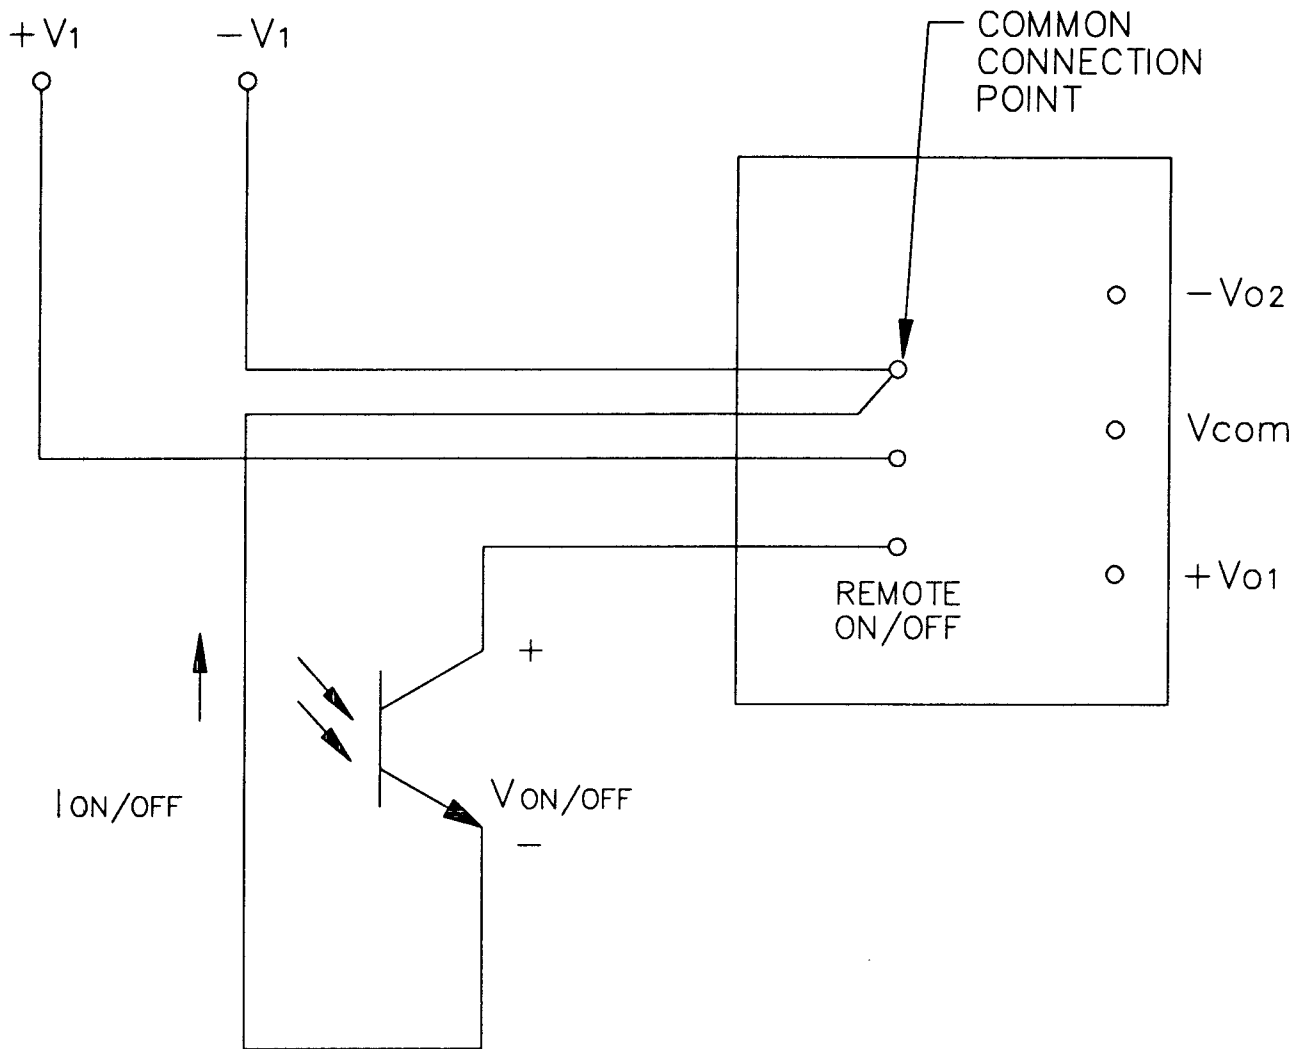 +V1
-V1
COMMON
CONNECTION
POINT
-Vo2
Vcom
+Vo1
REMOTE
ON/OFF
+
ION/OFF
VON/OFF
-